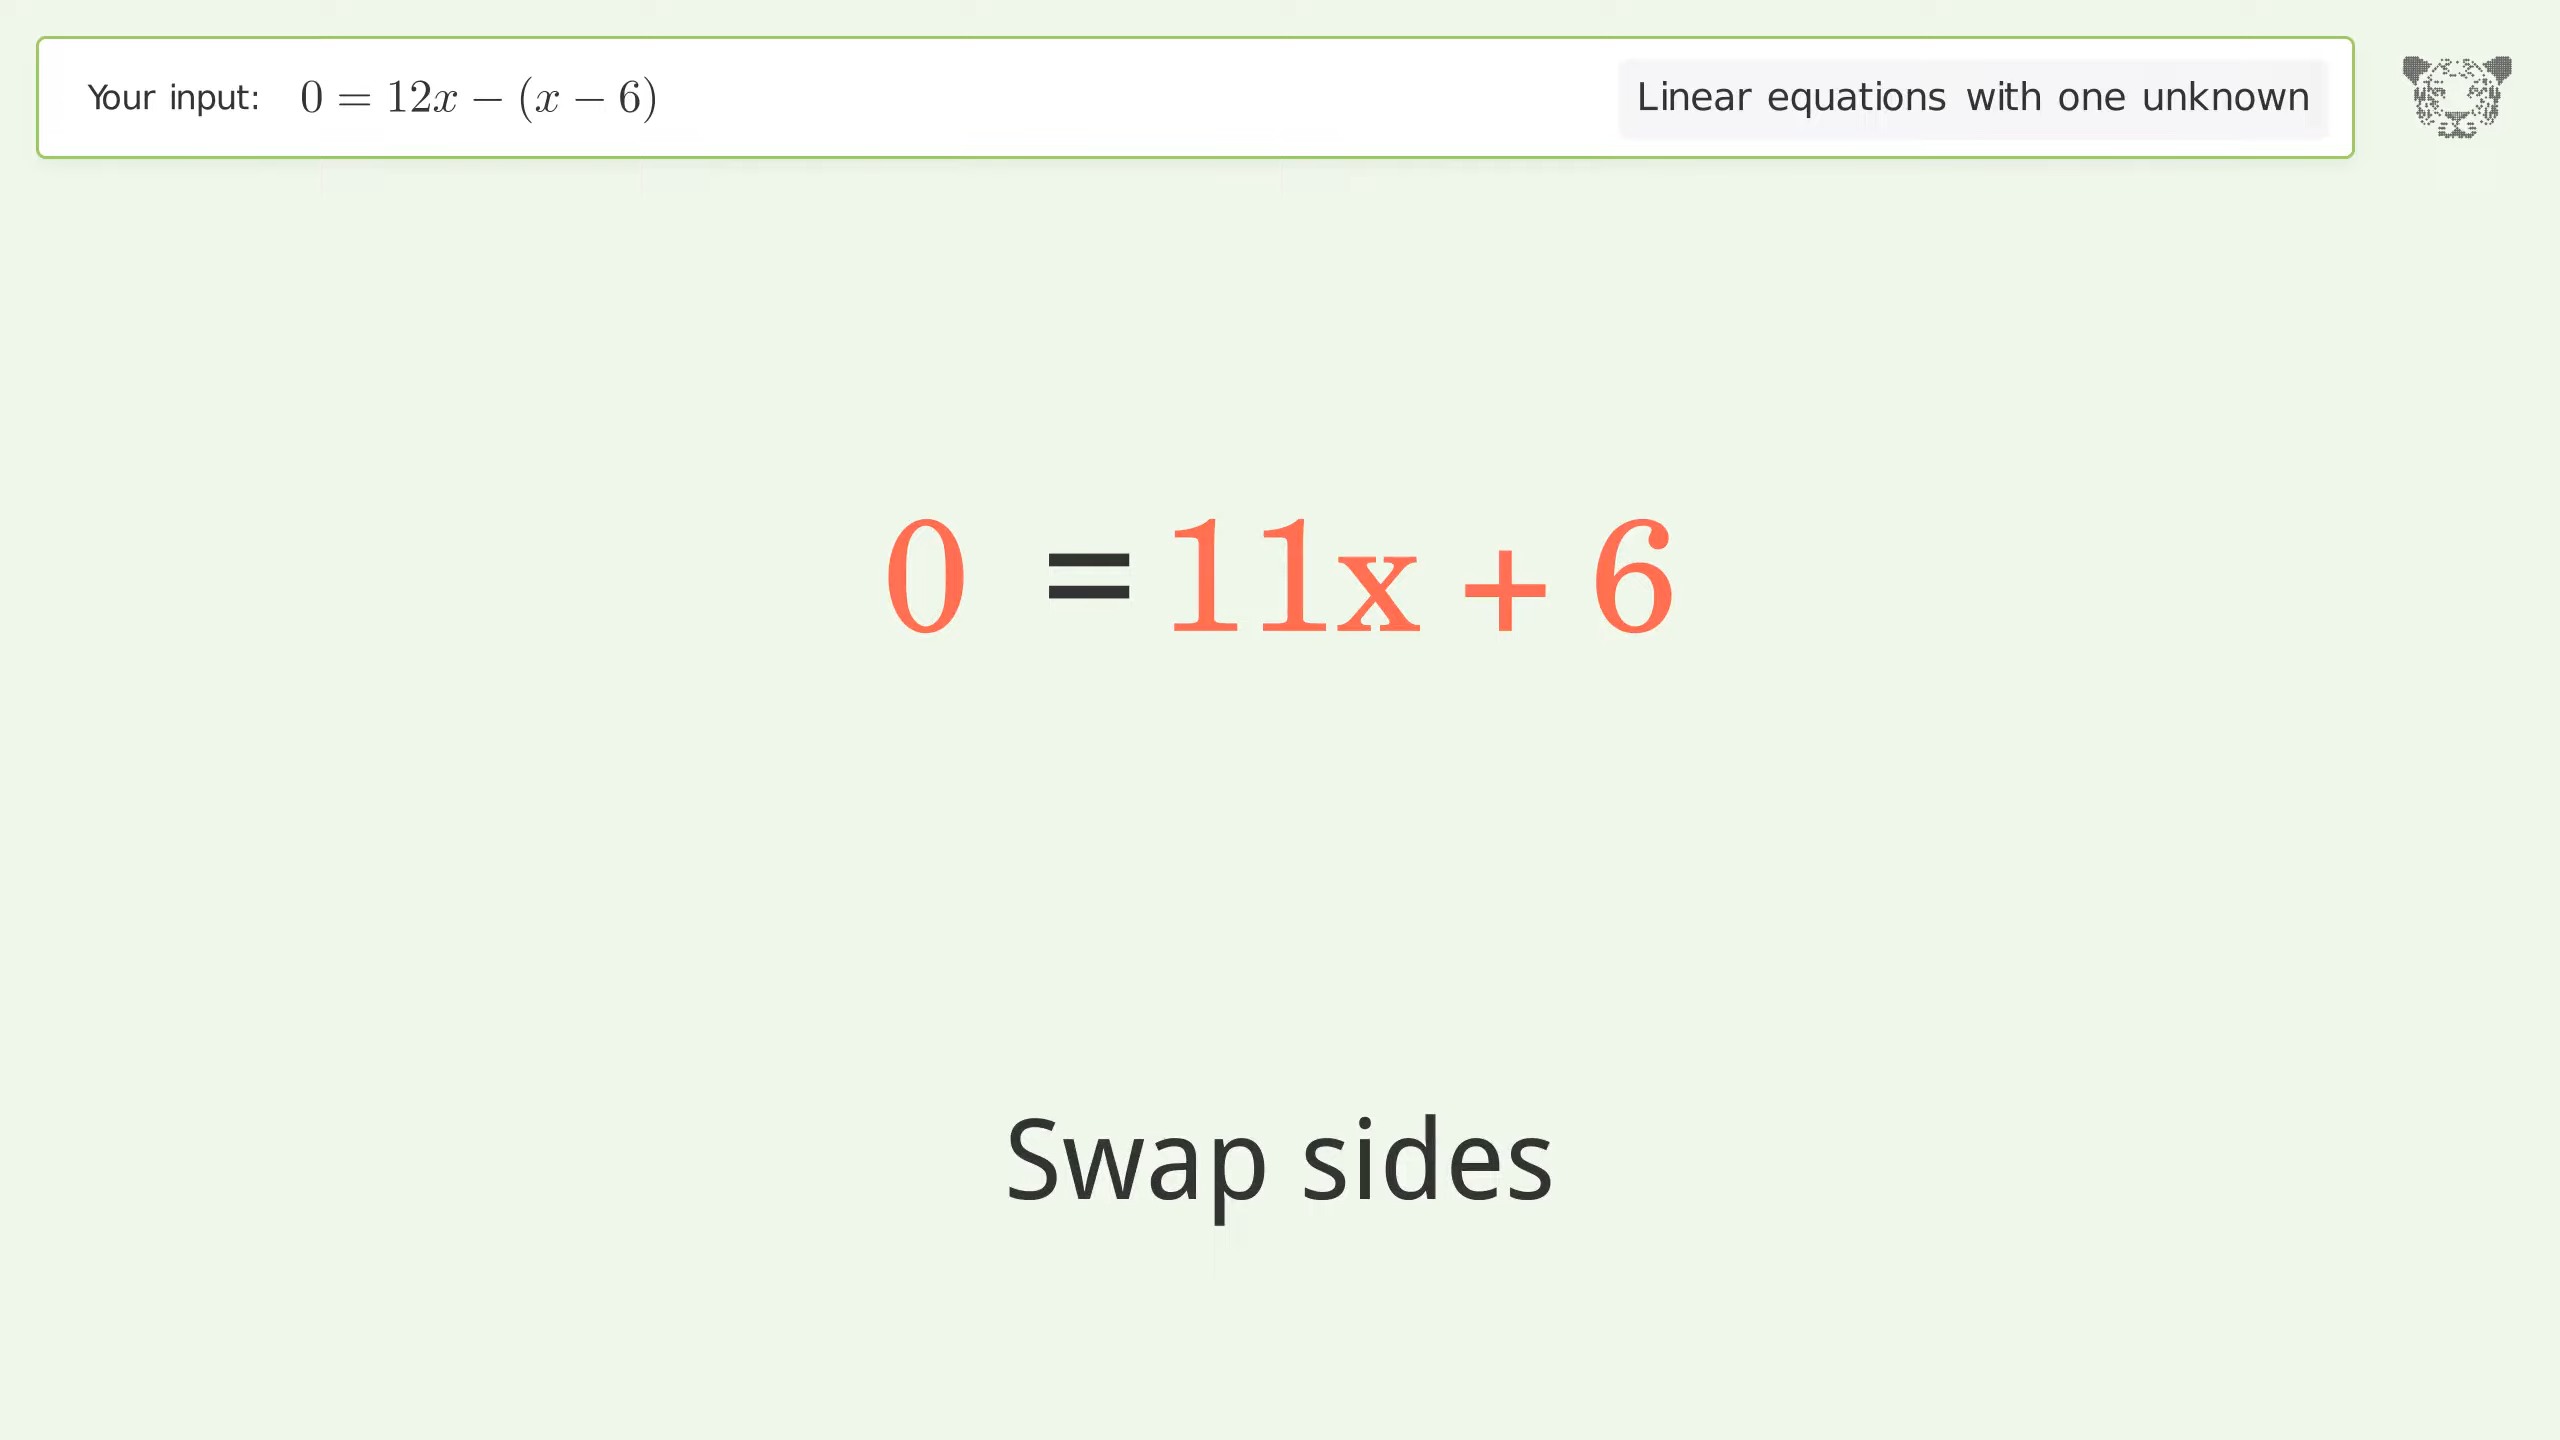 Your input: 0 = 12x − (x − 6)
Linear equations with one unknown
0 = 11x + 6
Swap sides